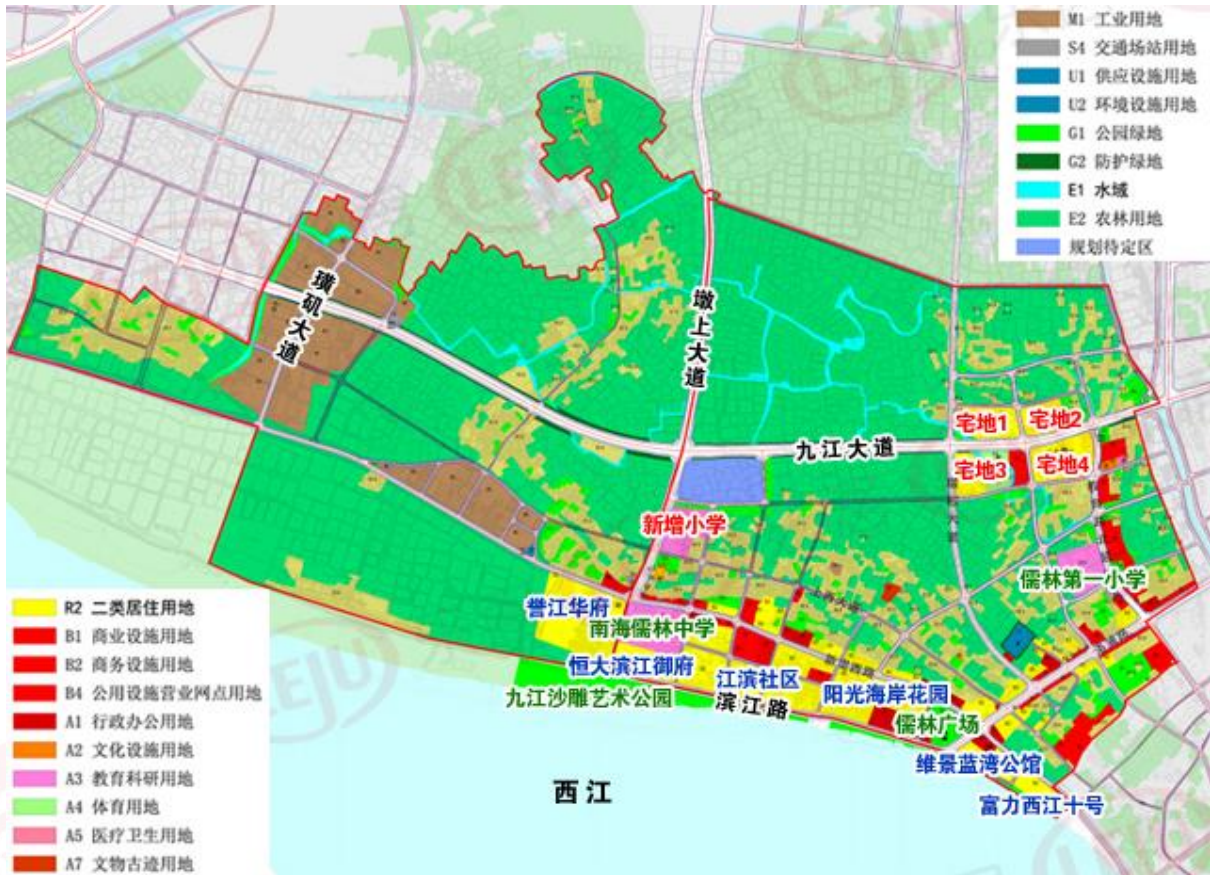 M1 工业用地
S4 交通场站用地
U1 供应设施用地
U2 环境设施用地
G1 公园绿地
G2 防护绿地
E1 水域
E2 农林用地
规划待定区
璜矶大道
墩上大道
九江大道
宅地1
宅地2
宅地3
宅地4
新增小学
儒林第一小学
誉江华府
南海儒林中学
恒大滨江御府
江滨社区
九江沙雕艺术公园
滨江路
阳光海岸花园
儒林广场
维景蓝湾公馆
富力西江十号
西江
R2 二类居住用地
B1 商业设施用地
B2 商务设施用地
B4 公用设施营业网点用地
A1 行政办公用地
A2 文化设施用地
A3 教育科研用地
A4 体育用地
A5 医疗卫生用地
A7 文物古迹用地